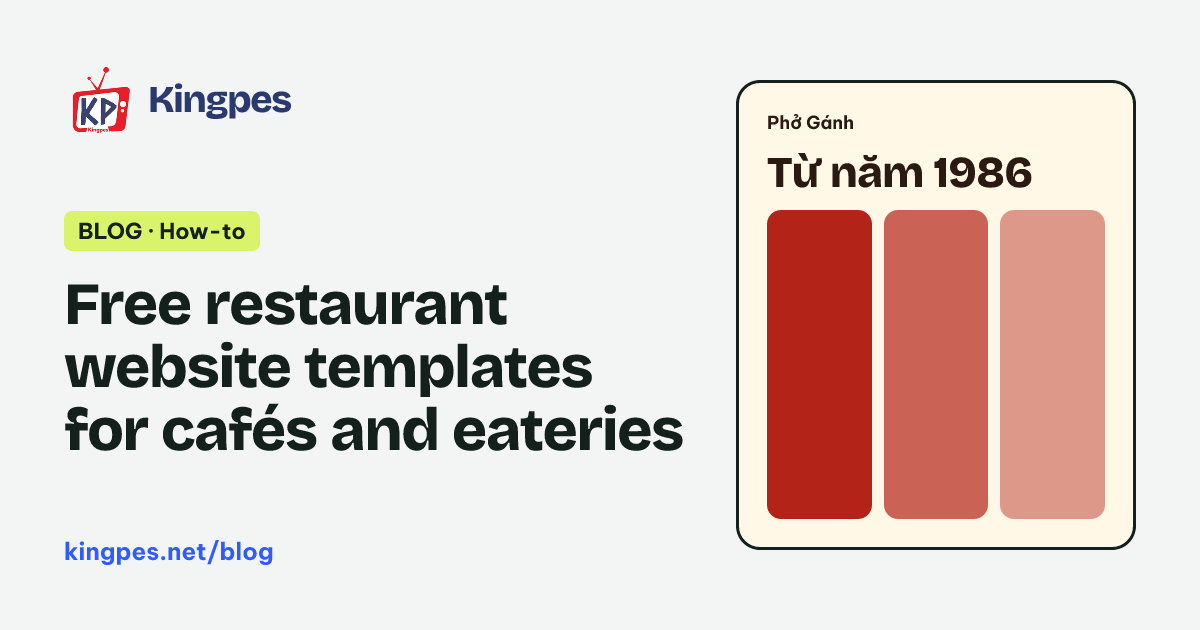 KP
Kingpes
Kingpes
BLOG · How-to
Free restaurant
website templates
for cafés and eateries
kingpes.net/blog
Phở Gánh
Từ năm 1986